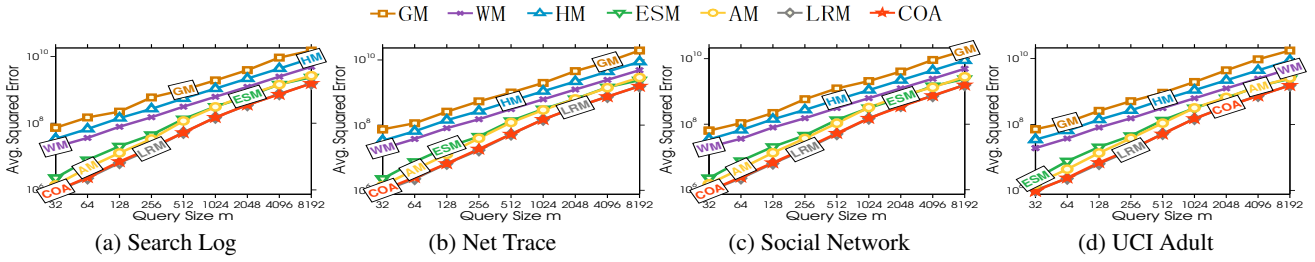 GM WM HM ESM AM LRM COA
Avg. Squared Error
10^10
10^8
10^6
GM
HM
ESM
WM
AM
LRM
COA
32 64 128 256 512 1024 2048 4096 8192
Query Size m
(a) Search Log
Avg. Squared Error
10^10
10^8
10^6
GM
HM
WM
ESM
LRM
AM
COA
32 64 128 256 512 1024 2048 4096 8192
Query Size m
(b) Net Trace
Avg. Squared Error
10^10
10^8
10^6
GM
HM
ESM
WM
LRM
AM
COA
32 64 128 256 512 1024 2048 4096 8192
Query Size m
(c) Social Network
Avg. Squared Error
10^10
10^8
10^6
WM
HM
COA
GM
AM
LRM
ESM
32 64 128 256 512 1024 2048 4096 8192
Query Size m
(d) UCI Adult